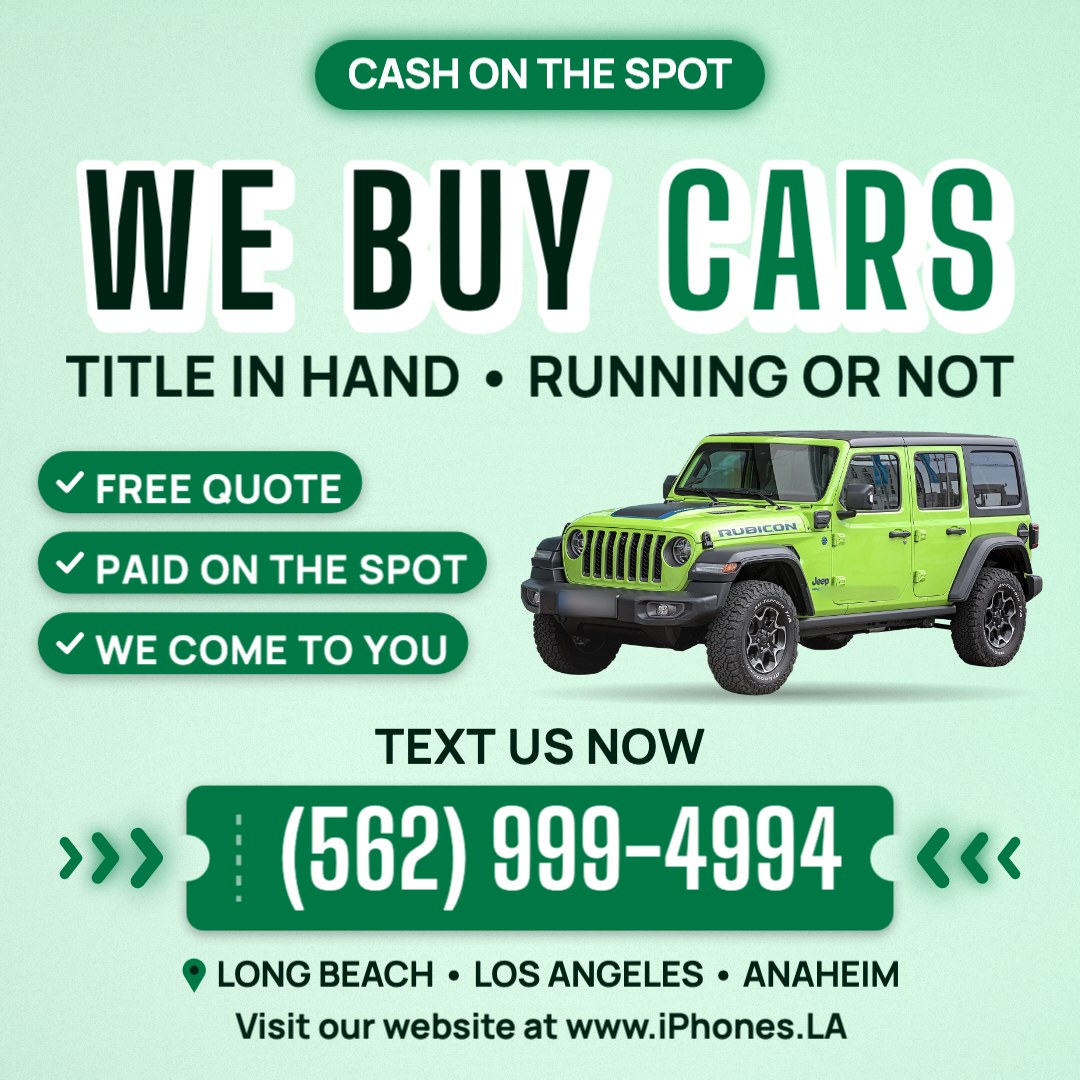 CASH ON THE SPOT
WE BUY CARS
TITLE IN HAND • RUNNING OR NOT
FREE QUOTE
PAID ON THE SPOT
WE COME TO YOU
RUBICON
Jeep
TEXT US NOW
(562) 999-4994
LONG BEACH • LOS ANGELES • ANAHEIM
Visit our website at www.iPhones.LA